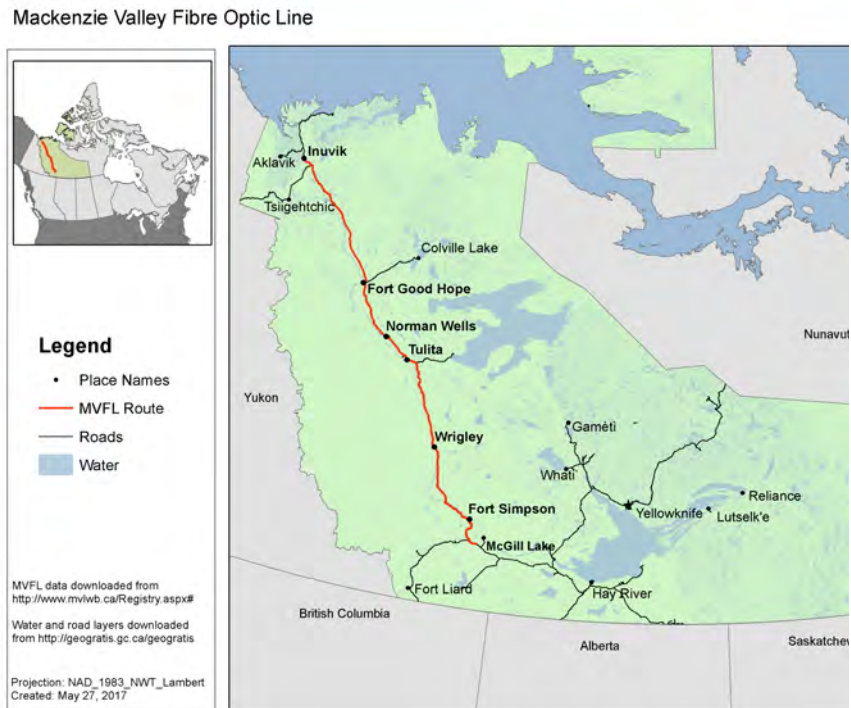 Mackenzie Valley Fibre Optic Line
Inuvik
Aklavik
Tsiigehtchic
Colville Lake
Fort Good Hope
Norman Wells
Tulita
Nunavut
Legend
Place Names
MVFL Route
Roads
Water
Yukon
Wrigley
Gamètì
Whatì
Reliance
Yellowknife
Lutselk'e
Fort Simpson
McGill Lake
Fort Liard
Hay River
British Columbia
Alberta
Saskatchew
MVFL data downloaded from
http://www.mvlwb.ca/Registry.aspx#
Water and road layers downloaded
from http://geogratis.gc.ca/geogratis
Projection: NAD_1983_NWT_Lambert
Created: May 27, 2017